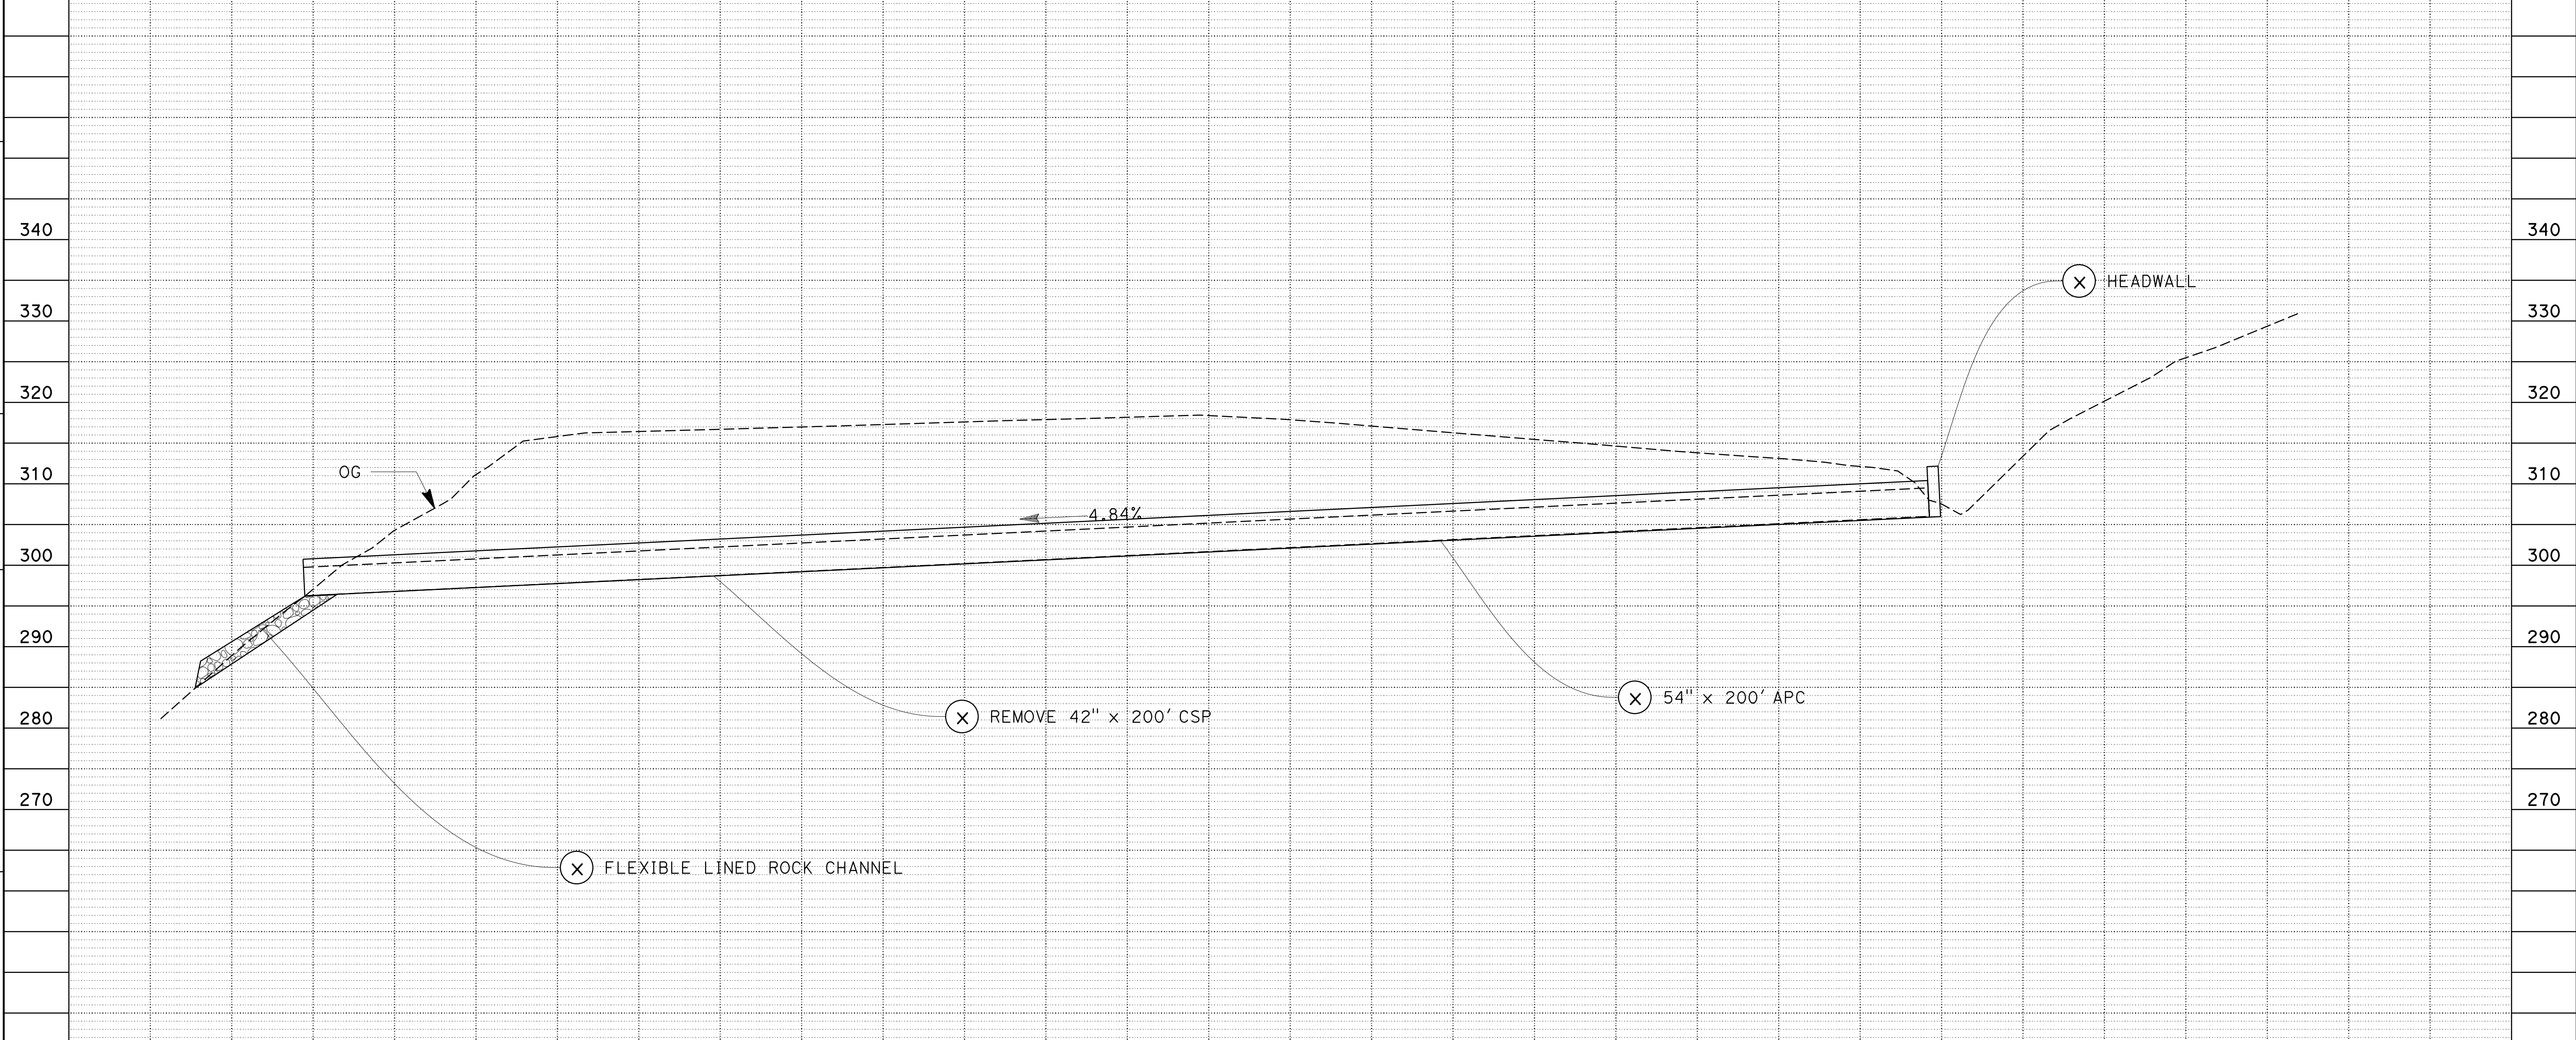 340 340
X HEADWALL
330 330
320 320
310 OG 310
4.84%
300 300
290 290
X 54" x 200' APC
280 X REMOVE 42" x 200' CSP 280
270 270
X FLEXIBLE LINED ROCK CHANNEL